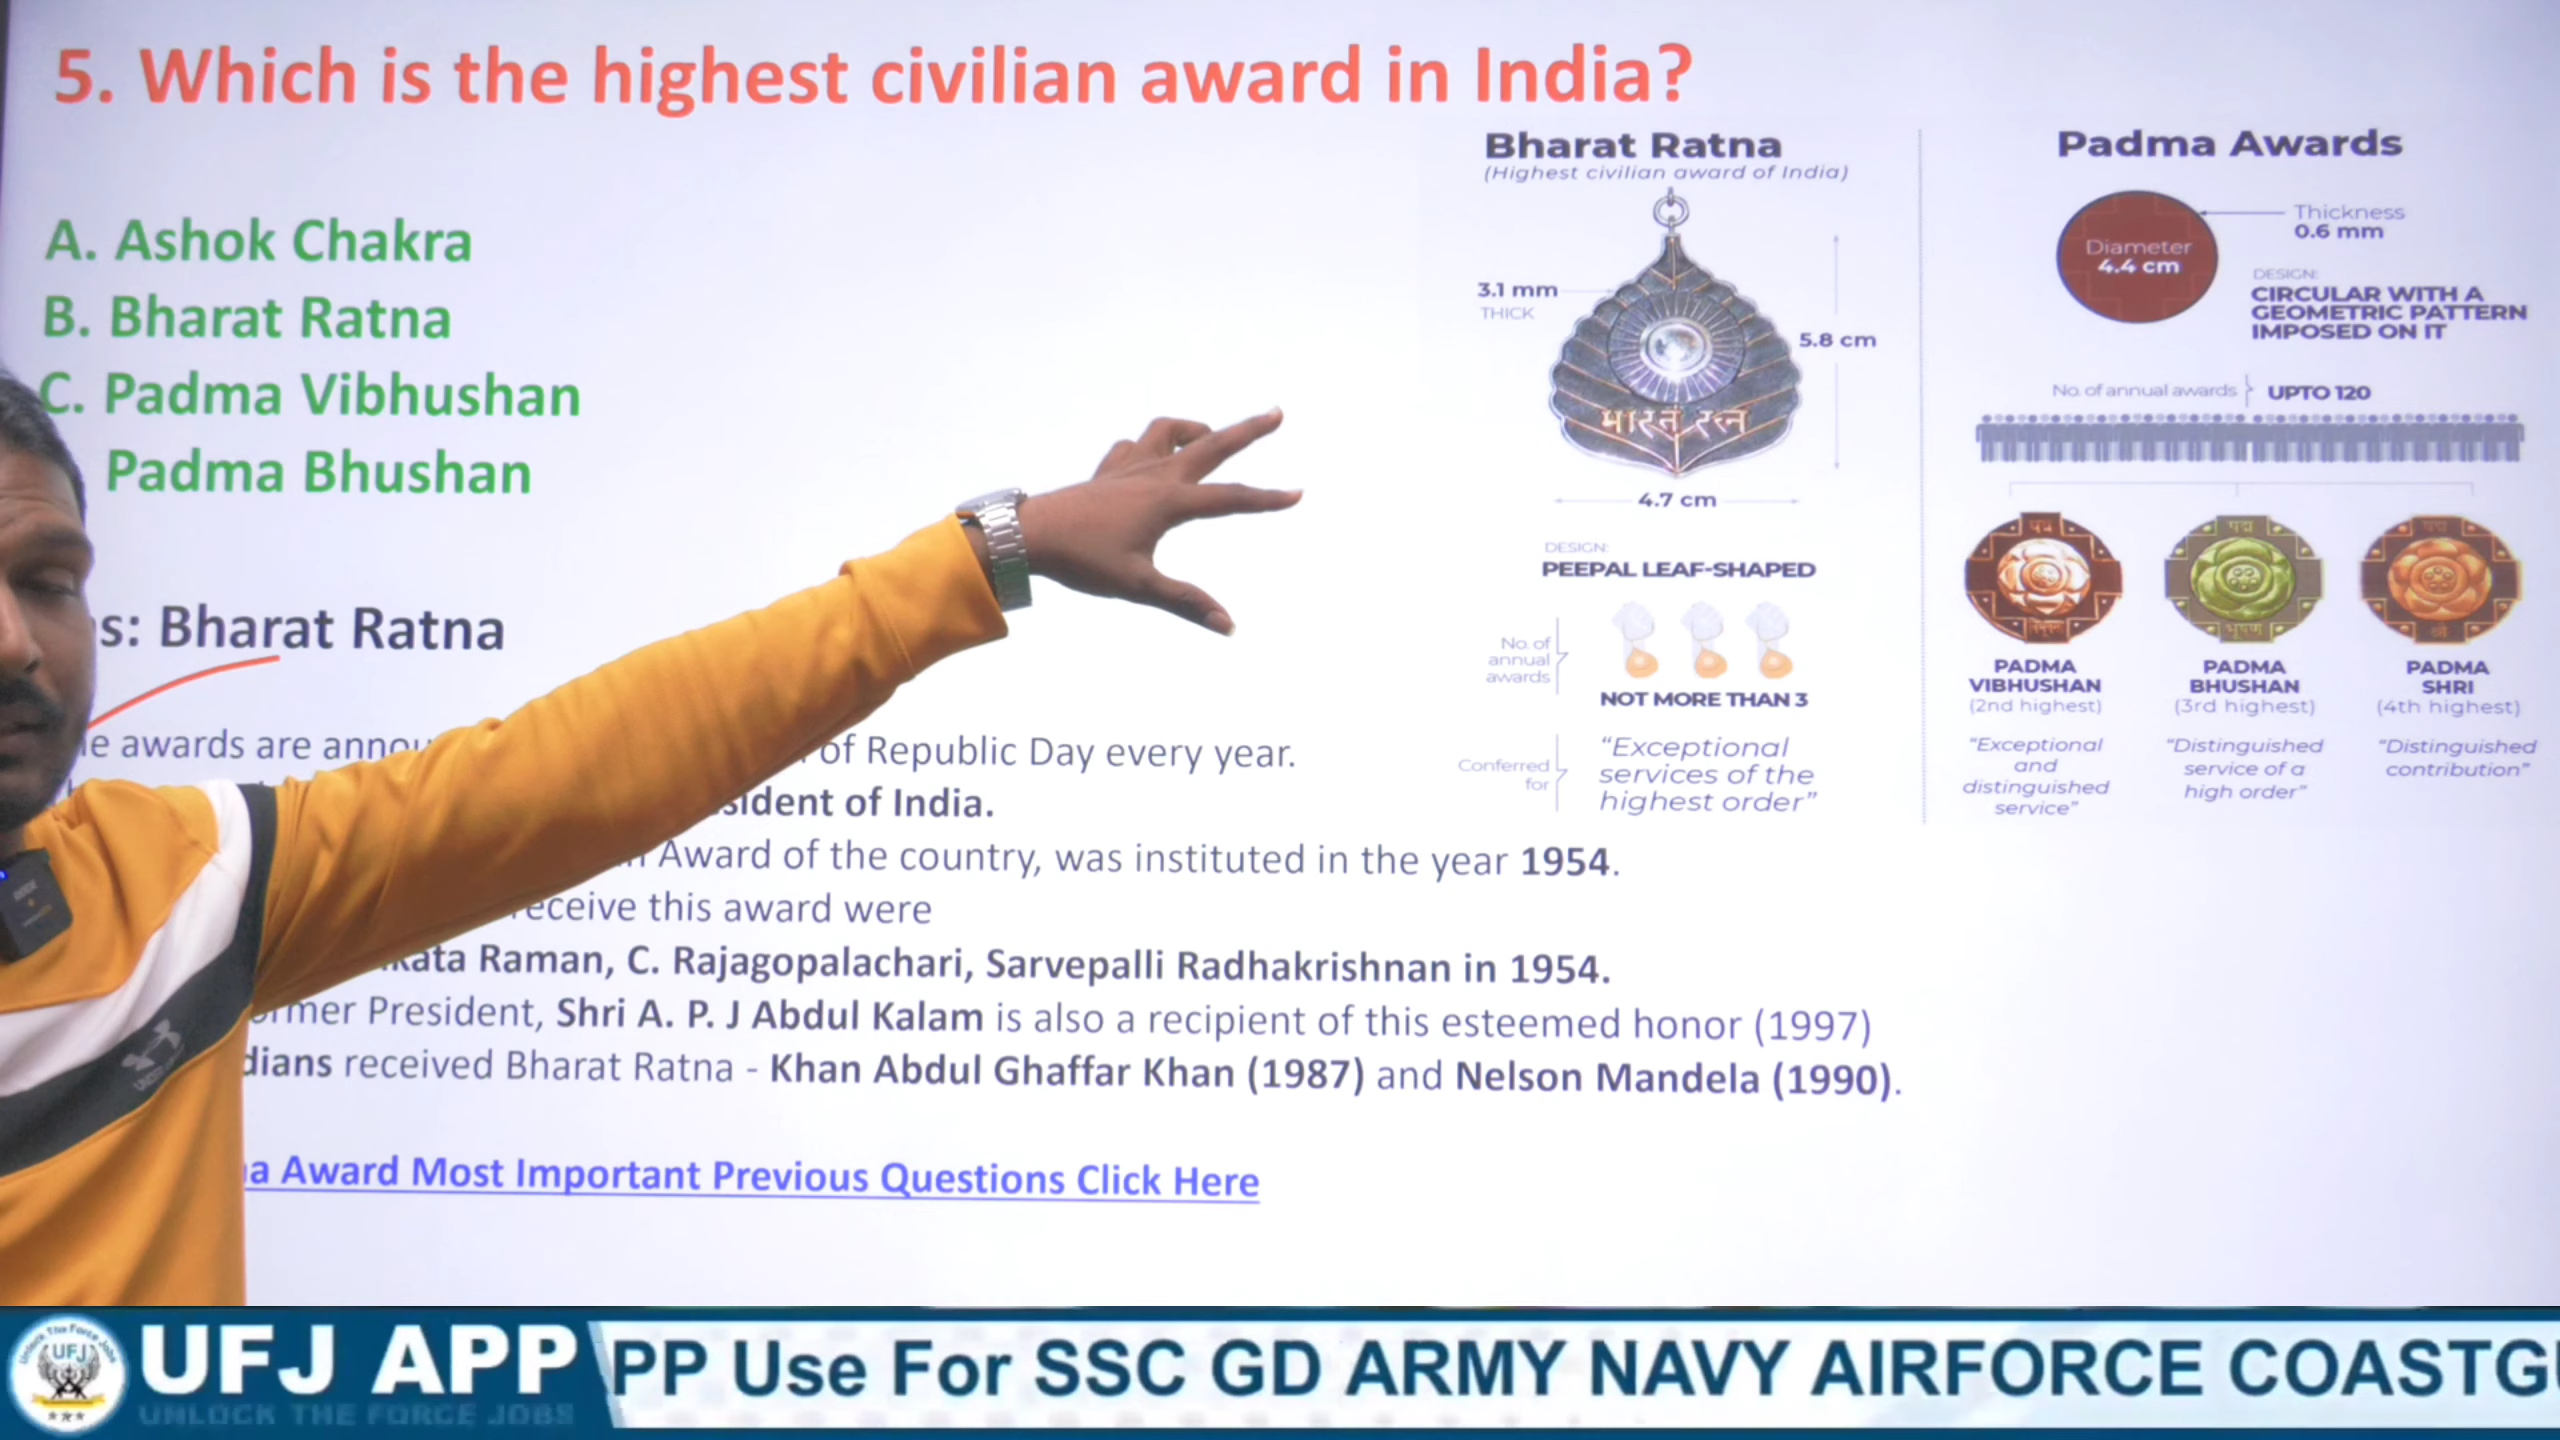 5. Which is the highest civilian award in India?
A. Ashok Chakra
B. Bharat Ratna
C. Padma Vibhushan
Padma Bhushan
s: Bharat Ratna
awards are
of Republic Day every year.
of India.
Award of the country, was instituted in the year 1954.
this award were
Raman, C. Rajagopalachari, Sarvepalli Radhakrishnan in 1954.
President, Shri A. P. J Abdul Kalam is also a recipient of this esteemed honor (1997)
received Bharat Ratna - Khan Abdul Ghaffar Khan (1987) and Nelson Mandela (1990).
Award Most Important Previous Questions Click Here
Bharat Ratna
(Highest civilian award of India)
3.1 mm
THICK
5.8 cm
भारत रत्न
4.7 cm
DESIGN:
PEEPAL LEAF-SHAPED
No. of
annual
awards
NOT MORE THAN 3
Conferred
for
"Exceptional
services of the
highest order"
Padma Awards
Diameter
4.4 cm
Thickness
0.6 mm
DESIGN:
CIRCULAR WITH A
GEOMETRIC PATTERN
IMPOSED ON IT
No. of annual awards
UPTO 120
PADMA
VIBHUSHAN
(2nd highest)
"Exceptional
and
distinguished
service"
PADMA
BHUSHAN
(3rd highest)
"Distinguished
service of a
high order"
PADMA
SHRI
(4th highest)
"Distinguished
contribution"
UFJ
UFJ APP
UNLOCK THE FORCE JOBS
PP Use For SSC GD ARMY NAVY AIRFORCE